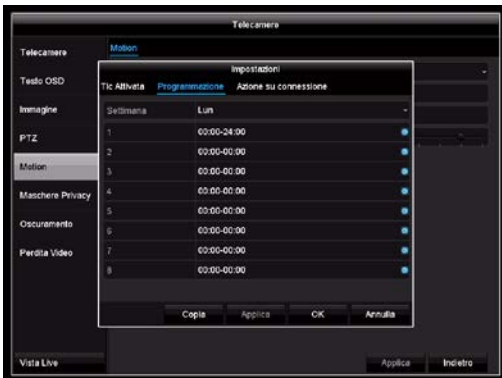 Telecamere
Telecamere
Testo OSD
Immagine
PTZ
Motion
Maschere Privacy
Oscuramento
Perdita Video
Vista Live
Motion
Impostazioni
Tlc Attivata Programmazione Azione su connessione
Settimana Lun
1 00:00-24:00
2 00:00-00:00
3 00:00-00:00
4 00:00-00:00
5 00:00-00:00
6 00:00-00:00
7 00:00-00:00
8 00:00-00:00
Copia Applica OK Annulla
Applica Indietro